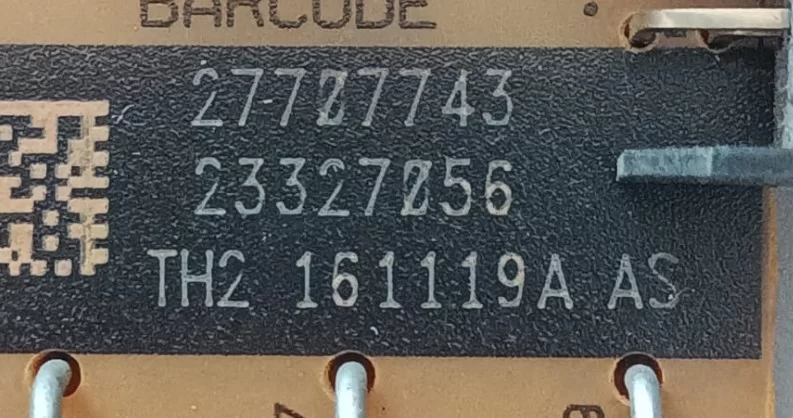 BARCODE
27707743
23327056
TH2 161119A AS